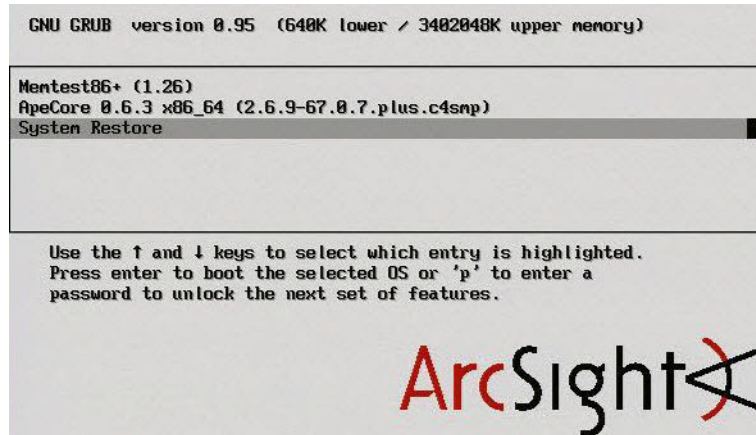 GNU GRUB version 0.95 (640K lower / 3402048K upper memory)
Memtest86+ (1.26)
ApeCore 0.6.3 x86_64 (2.6.9-67.0.7.plus.c4smp)
System Restore
Use the ↑ and ↓ keys to select which entry is highlighted.
Press enter to boot the selected OS or 'p' to enter a
password to unlock the next set of features.
ArcSight